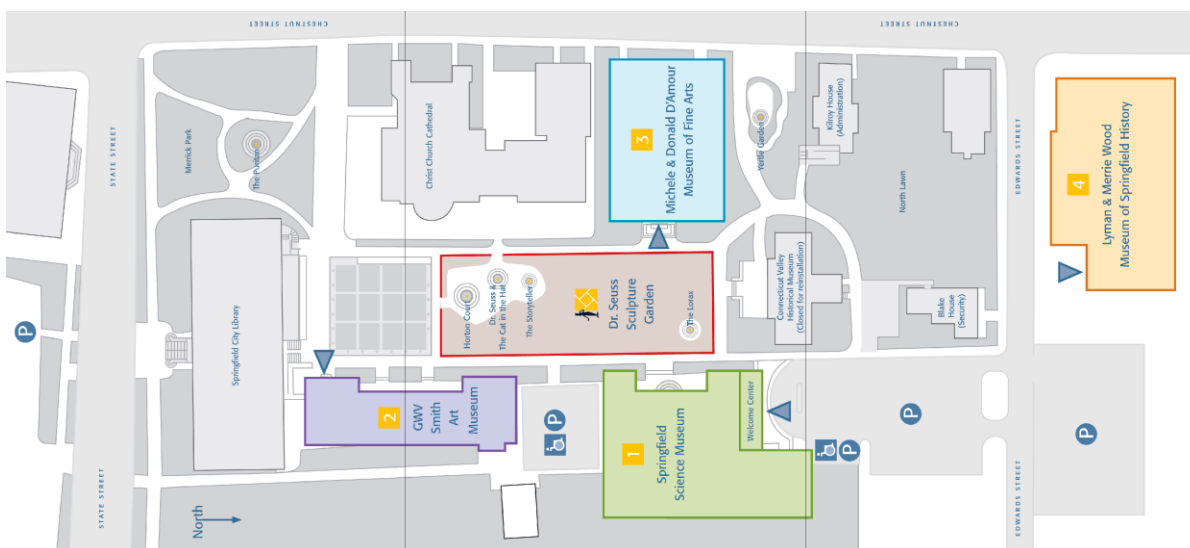 CHESTNUT STREET
CHESTNUT STREET
P
STATE STREET
STATE STREET
Merrick Park
The Puritan
Springfield City Library
North
Christ Church Cathedral
2
GWV
Smith
Art
Museum
Horton Court
Dr. Seuss &
The Cat in the Hat
The Storyteller
Dr. Seuss
Sculpture
Garden
The Lorax
P
3
Michele & Donald D'Amour
Museum of Fine Arts
1
Springfield
Science Museum
Welcome Center
Yertle Garden
Connecticut Valley
Historical Museum
(Closed for reinstallation)
Kilroy House
(Administration)
North Lawn
Blake
House
(Security)
P
P
EDWARDS STREET
EDWARDS STREET
4
Lyman & Merrie Wood
Museum of Springfield History
P